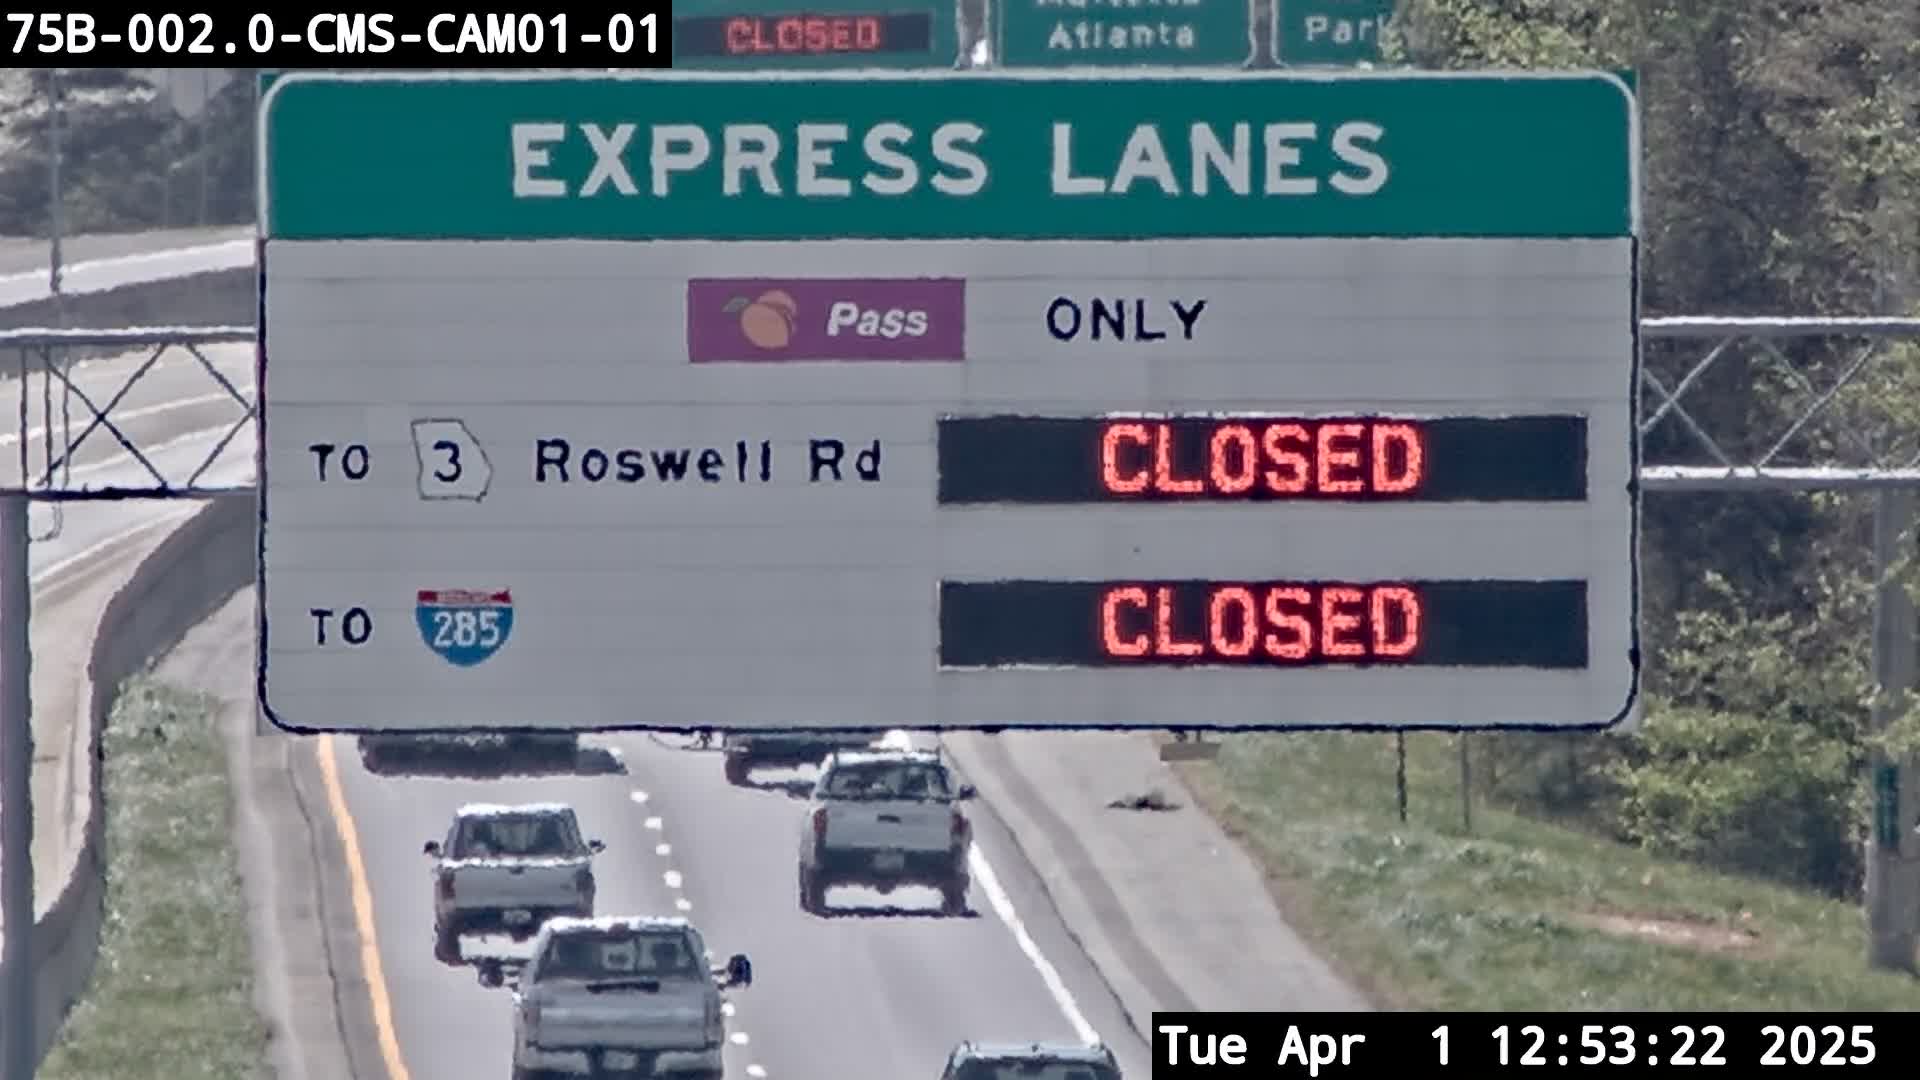 75B-002.0-CMS-CAM01-01
CLOSED
Atlanta
EXPRESS LANES
Pass ONLY
TO 3 Roswell Rd CLOSED
TO 285 CLOSED
Tue Apr 1 12:53:22 2025